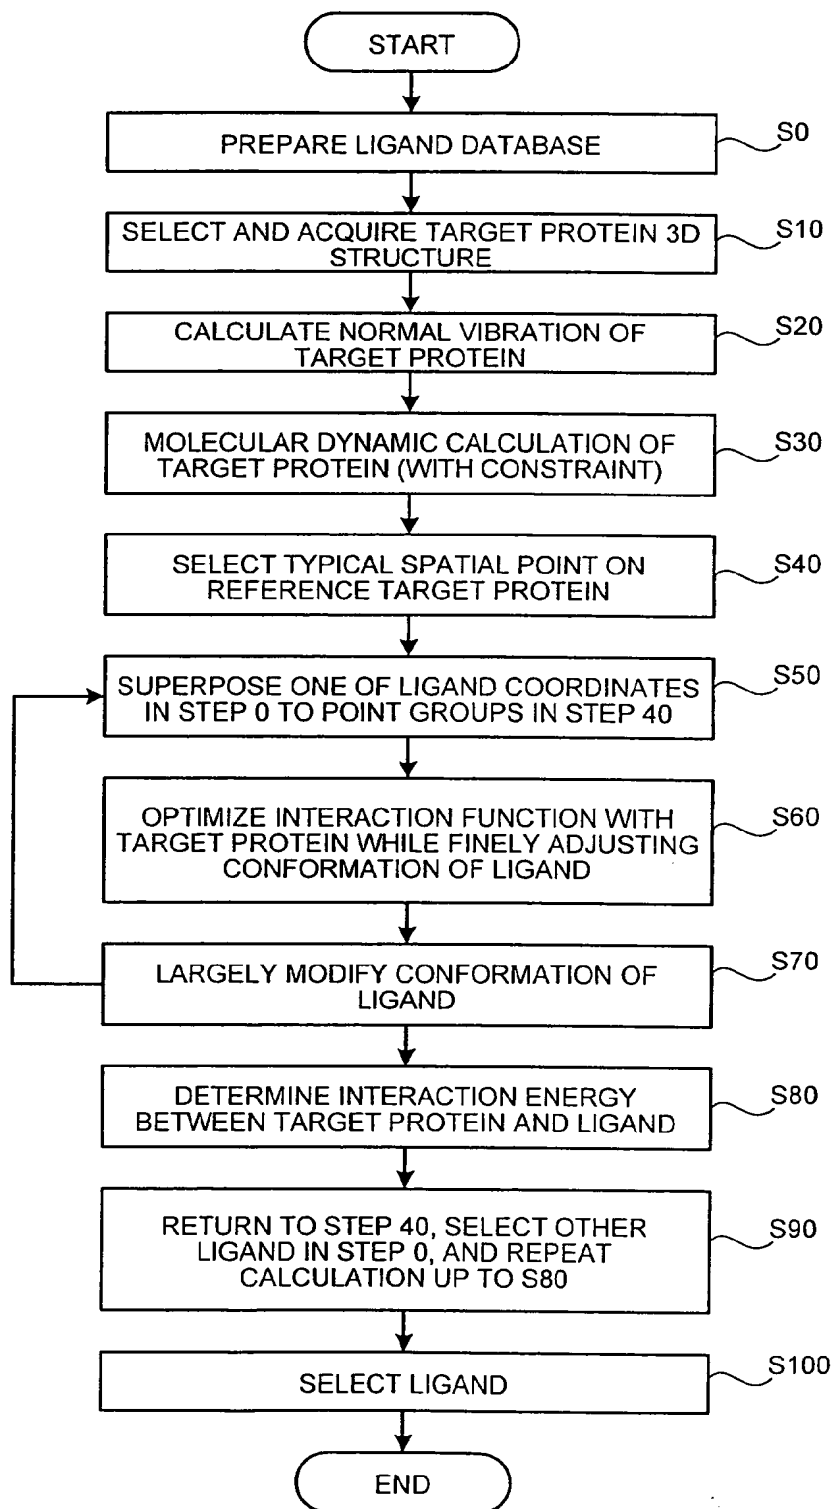 START
PREPARE LIGAND DATABASE
S0
SELECT AND ACQUIRE TARGET PROTEIN 3D
STRUCTURE
S10
CALCULATE NORMAL VIBRATION OF
TARGET PROTEIN
S20
MOLECULAR DYNAMIC CALCULATION OF
TARGET PROTEIN (WITH CONSTRAINT)
S30
SELECT TYPICAL SPATIAL POINT ON
REFERENCE TARGET PROTEIN
S40
SUPERPOSE ONE OF LIGAND COORDINATES
IN STEP 0 TO POINT GROUPS IN STEP 40
S50
OPTIMIZE INTERACTION FUNCTION WITH
TARGET PROTEIN WHILE FINELY ADJUSTING
CONFORMATION OF LIGAND
S60
LARGELY MODIFY CONFORMATION OF
LIGAND
S70
DETERMINE INTERACTION ENERGY
BETWEEN TARGET PROTEIN AND LIGAND
S80
RETURN TO STEP 40, SELECT OTHER
LIGAND IN STEP 0, AND REPEAT
CALCULATION UP TO S80
S90
SELECT LIGAND
S100
END